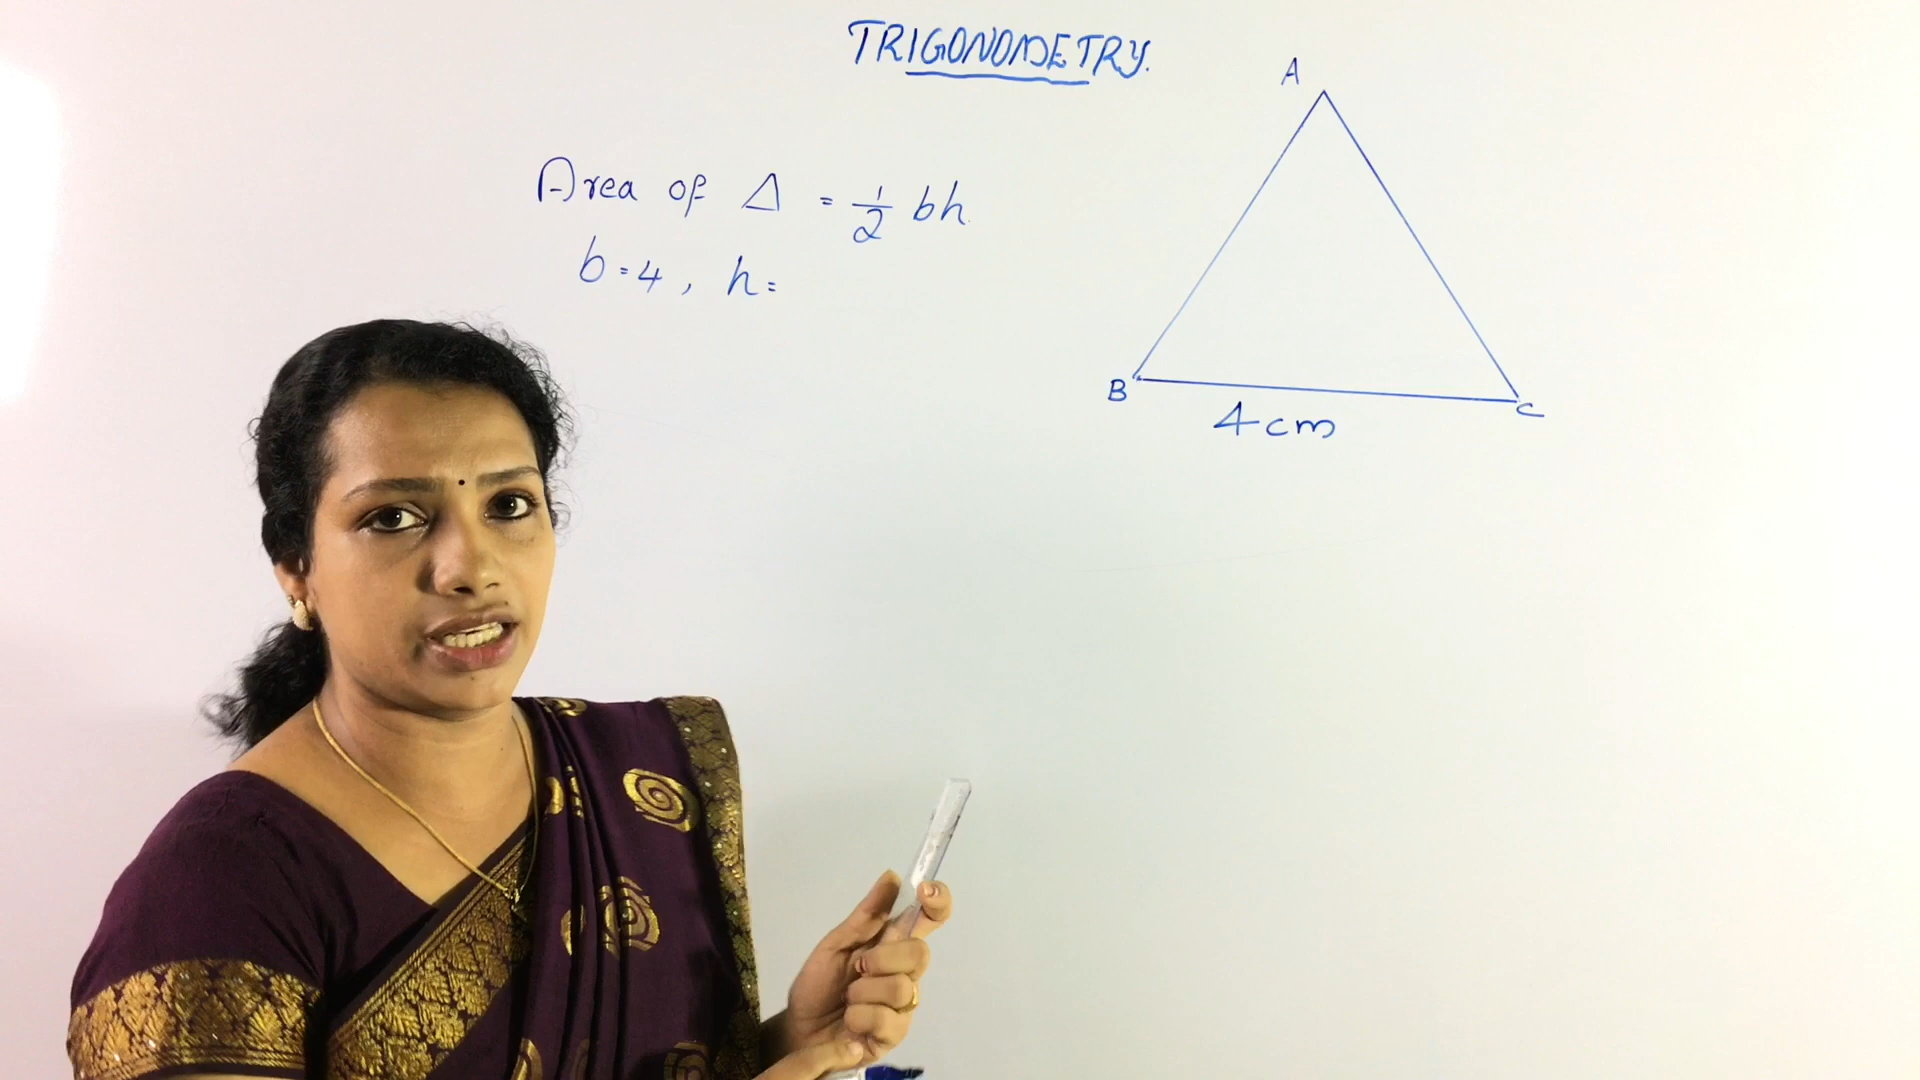 TRIGONOMETRY.
Area of Δ = 1/2 bh
b = 4, h =
A
B
C
4cm